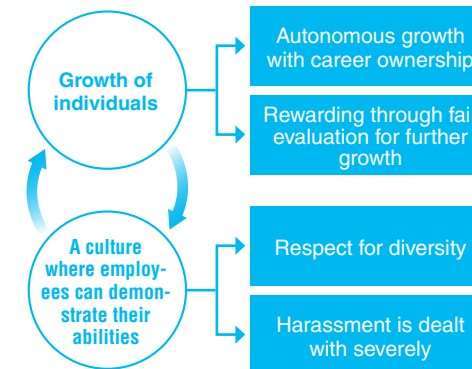 Growth of
individuals
Autonomous growth
with career ownership
Rewarding through fai
evaluation for further
growth
A culture
where employ-
ees can demon-
strate their
abilities
Respect for diversity
Harassment is dealt
with severely